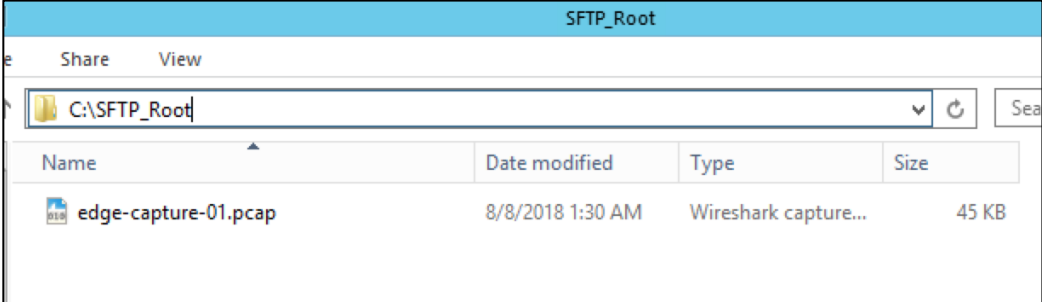 SFTP_Root
e Share View
C:\SFTP_Root Sea
Name Date modified Type Size
edge-capture-01.pcap 8/8/2018 1:30 AM Wireshark capture... 45 KB